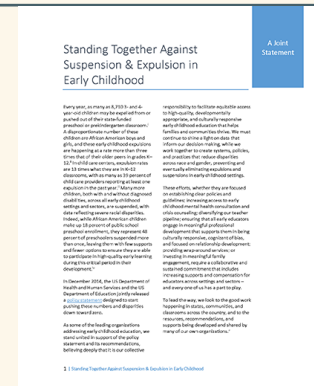 A Joint
Statement
Standing Together Against
Suspension & Expulsion in
Early Childhood
Every year, as many as 8,710 3- and 4-
year-old children may be expelled from or
pushed out of their state-funded
preschool or prekindergarten classroom.
A disproportionate number of these
children are African American boys and
girls, and these early childhood expulsions
are happening at a rate more than three
times that of their older peers in grades K–
12. In child care centers, expulsion rates
are 13 times what they are in K–12
classrooms, with as many as 39 percent of
child care providers reporting at least one
expulsion in the past year. Many more
children, both with and without diagnosed
disabilities, across all early childhood
settings and sectors, are suspended, with
data reflecting severe racial disparities.
Indeed, while African American children
make up 18 percent of public school
preschool enrollment, they represent 48
percent of preschoolers suspended more
than once, leaving them with few supports
and fewer options to ensure they are able
to participate in high-quality early learning
during this critical period in their
development.
In December 2014, the US Department of
Health and Human Services and the US
Department of Education jointly released
a policy statement designed to start
pushing these numbers and disparities
down toward zero.
As some of the leading organizations
addressing early childhood education, we
stand united in support of the policy
statement and its recommendations,
believing deeply that it is our collective
responsibility to facilitate equitable access
to high-quality, developmentally
appropriate, and culturally responsive
early childhood education that helps
families and communities thrive. We must
continue to shine a light on data that
inform our decision making, while we
work together to create systems, policies,
and practices that reduce disparities
across race and gender, preventing and
eventually eliminating expulsions and
suspensions in early childhood settings.
These efforts, whether they are focused
on establishing clear policies and
guidelines; increasing access to early
childhood mental health consultation and
crisis counseling; diversifying our teacher
pipeline; ensuring that all early educators
engage in meaningful professional
development that supports them in being
culturally responsive, cognizant of bias,
and focused on relationship development;
providing wraparound services; or
investing in meaningful family
engagement, require a collaborative and
sustained commitment that includes
increasing supports and compensation for
educators across settings and sectors –
and every one of us has a part to play.
To lead the way, we look to the good work
happening in states, communities, and
classrooms across the country, and to the
resources, recommendations, and
supports being developed and shared by
many of our own organizations.
1 | Standing Together Against Suspension & Expulsion in Early Childhood